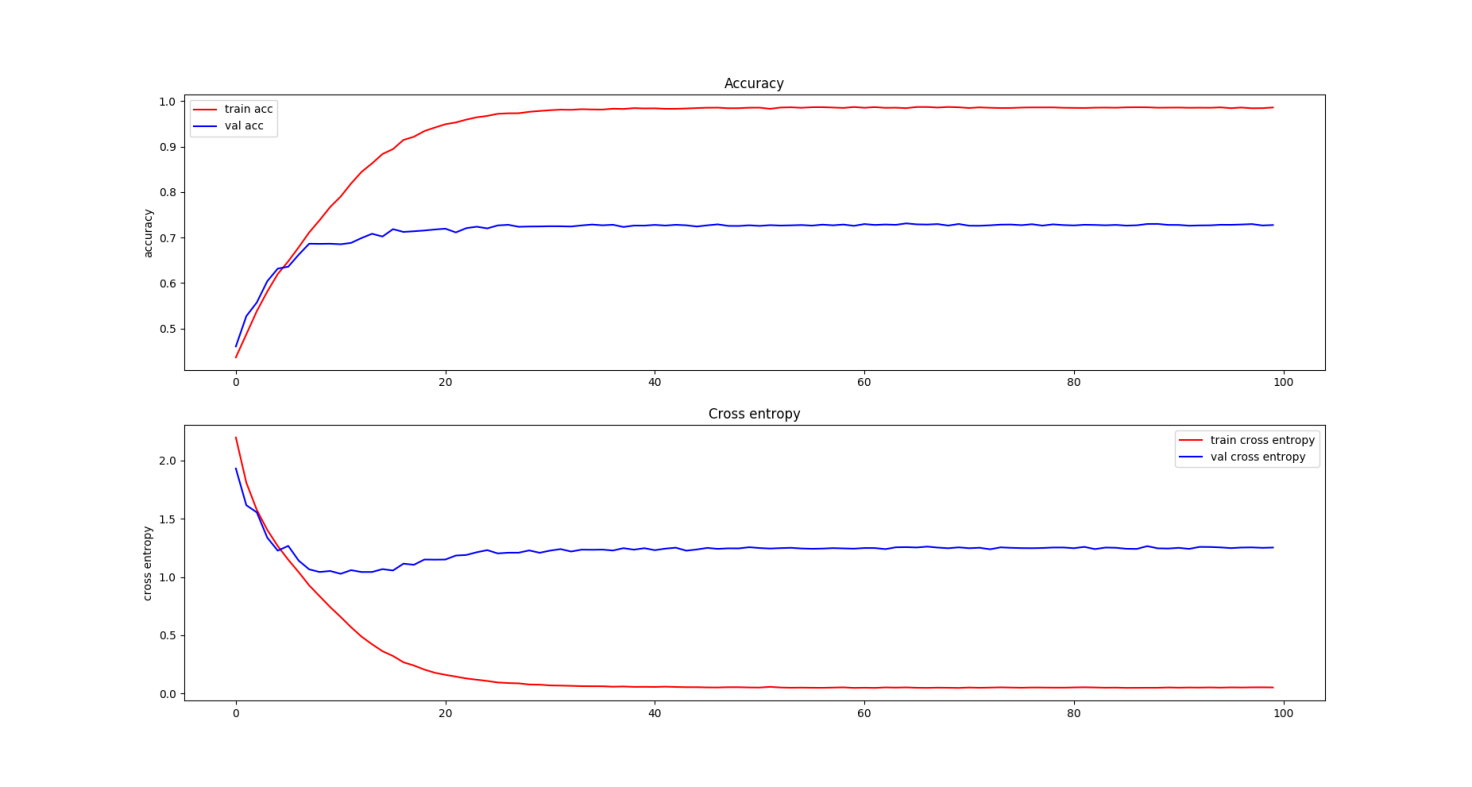 Accuracy
train acc
val acc
accuracy
1.0
0.9
0.8
0.7
0.6
0.5
0 20 40 60 80 100
Cross entropy
train cross entropy
val cross entropy
cross entropy
2.0
1.5
1.0
0.5
0.0
0 20 40 60 80 100